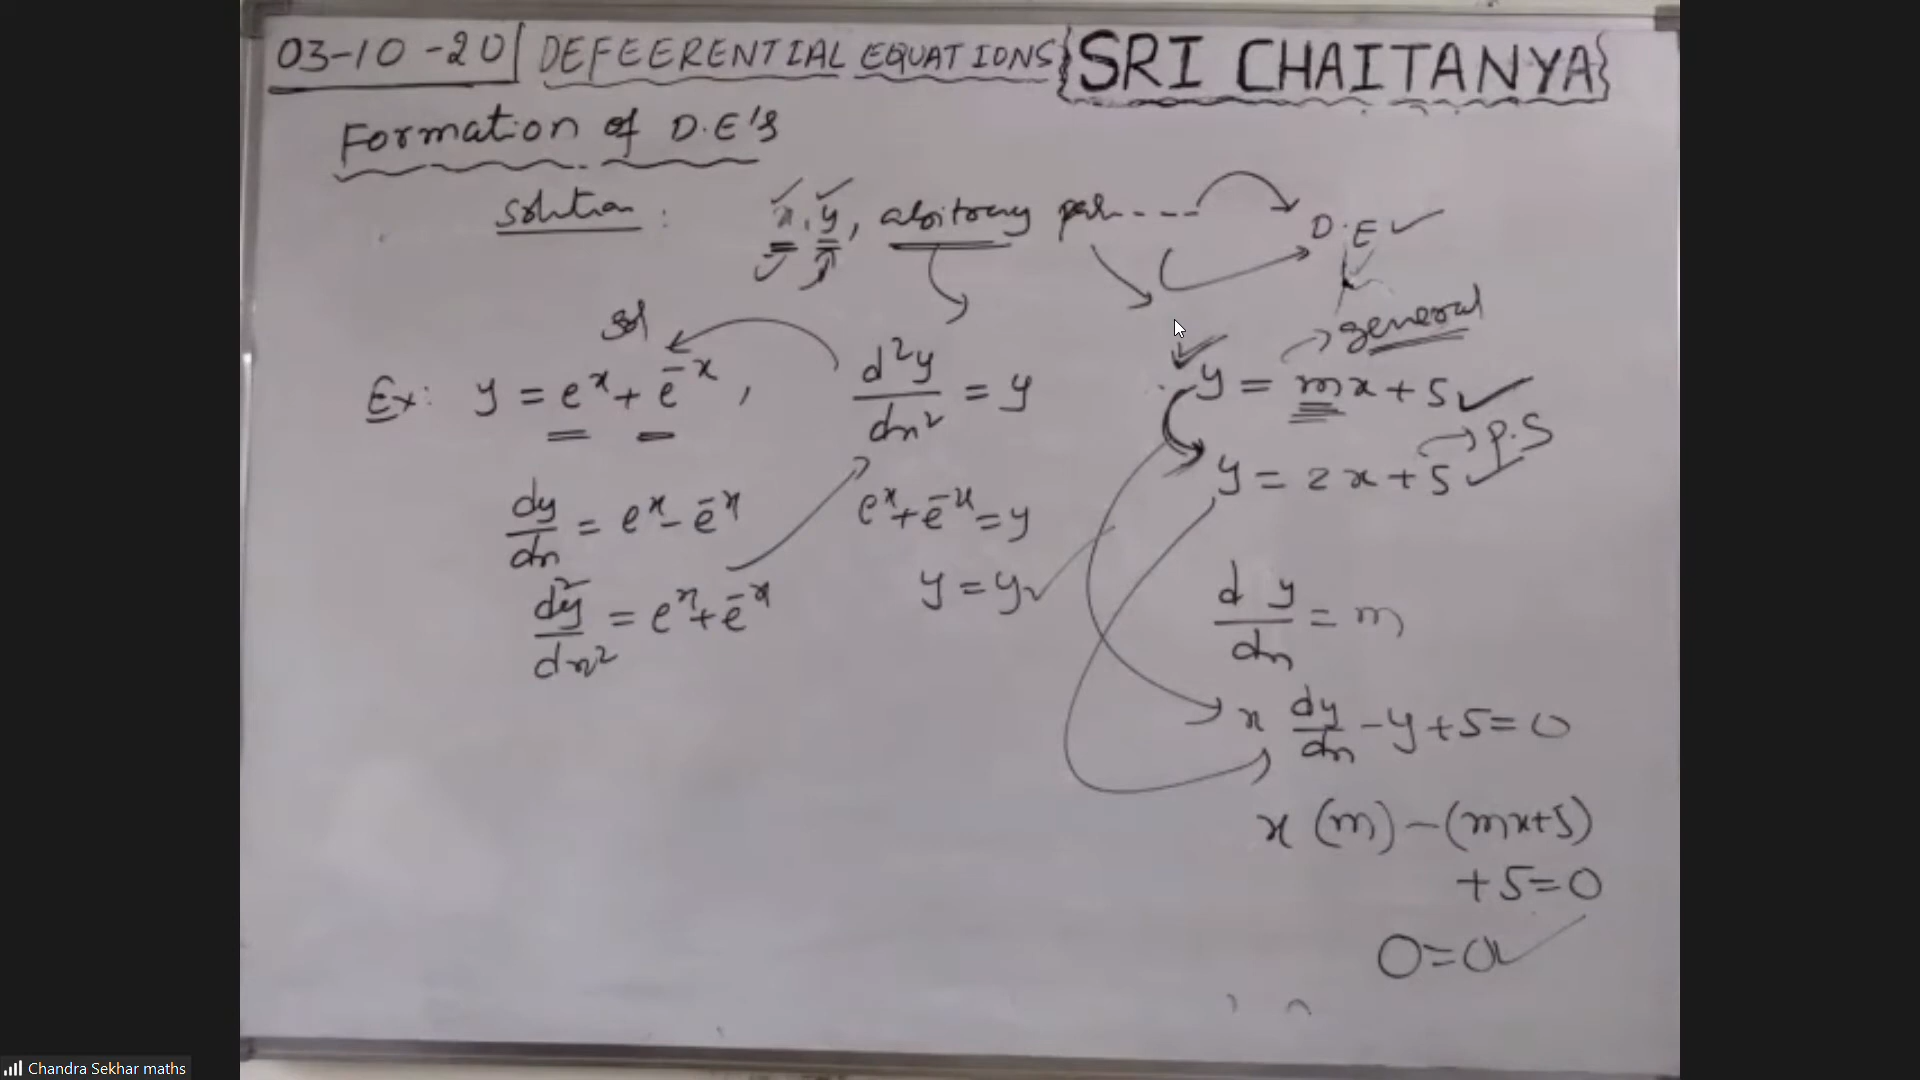 03-10-20 | DEFEERENTIAL EQUATIONS {SRI CHAITANYA}
Formation of D.E's
Solution : x, y, arbitrary ---- D.E ✓
Sol
general
Ex: y = e^x + e^-x , d²y/dx² = y
y = mx + 5 ✓
P.S
y = 2x + 5 ✓
dy/dx = e^x - e^-x
e^x + e^-x = y
d²y/dx² = e^x + e^-x
y = y ✓
dy/dx = m
x dy/dx - y + 5 = 0
x (m) - (mx+5)
+5=0
0=0 ✓
Chandra Sekhar maths